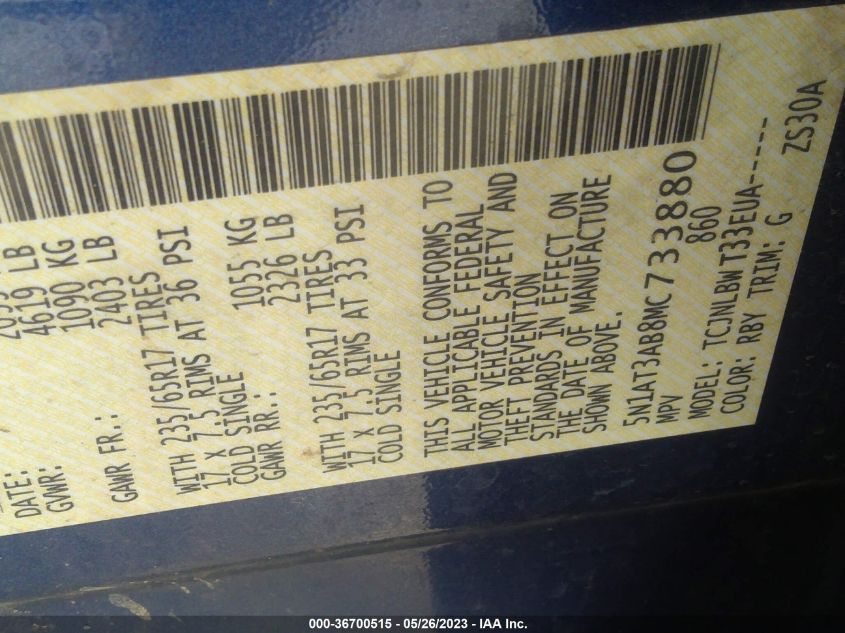 DATE:
GVWR: 4619 LB
1090 KG
GAWR FR.: 2403 LB
WITH 235/65R17 TIRES
17 X 7.5 RIMS AT 36 PSI
COLD SINGLE 1055 KG
GAWR RR.: 2326 LB
WITH 235/65R17 TIRES
17 X 7.5 RIMS AT 33 PSI
COLD SINGLE
THIS VEHICLE CONFORMS TO
ALL APPLICABLE FEDERAL
MOTOR VEHICLE SAFETY AND
THEFT PREVENTION
STANDARDS IN EFFECT ON
THE DATE OF MANUFACTURE
SHOWN ABOVE.
5N1AT3AB8MC733880
MPV 860
MODEL: TCJNLBW T33EUA-----
COLOR: RBY TRIM: G ZS30A
000-36700515 - 05/26/2023 - IAA Inc.